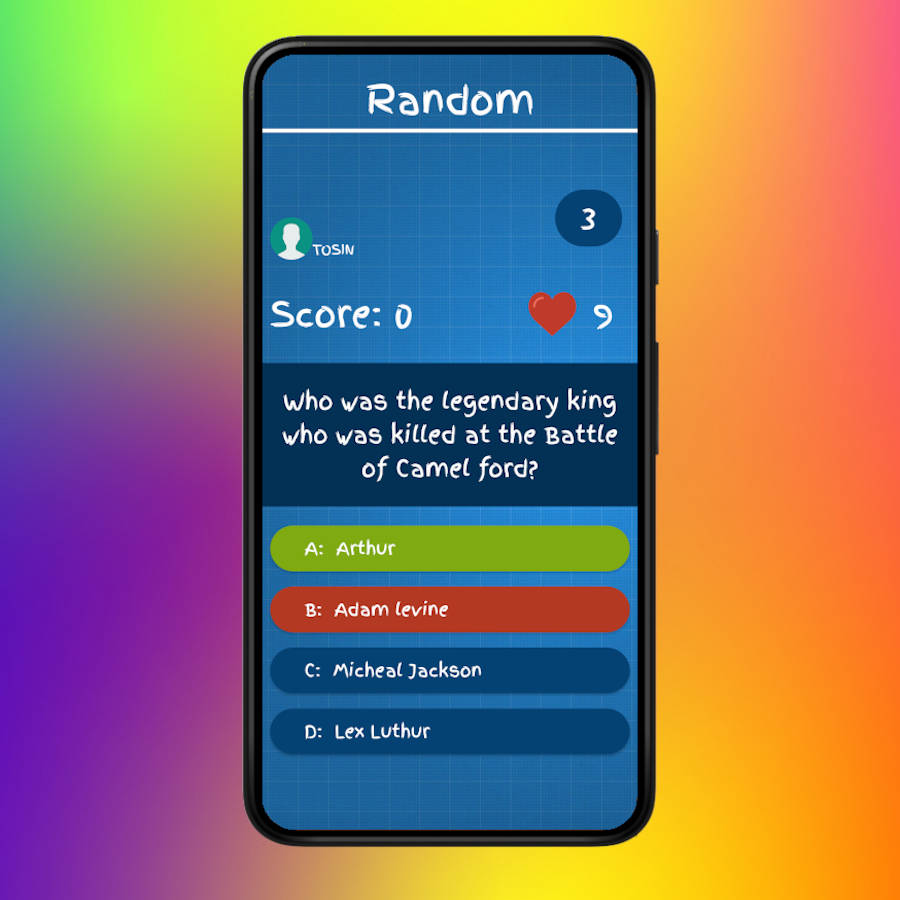 Random
3
TOSIN
Score: 0
9
Who was the legendary king
who was killed at the Battle
of Camel ford?
A: Arthur
B: Adam levine
C: Micheal Jackson
D: Lex Luthur